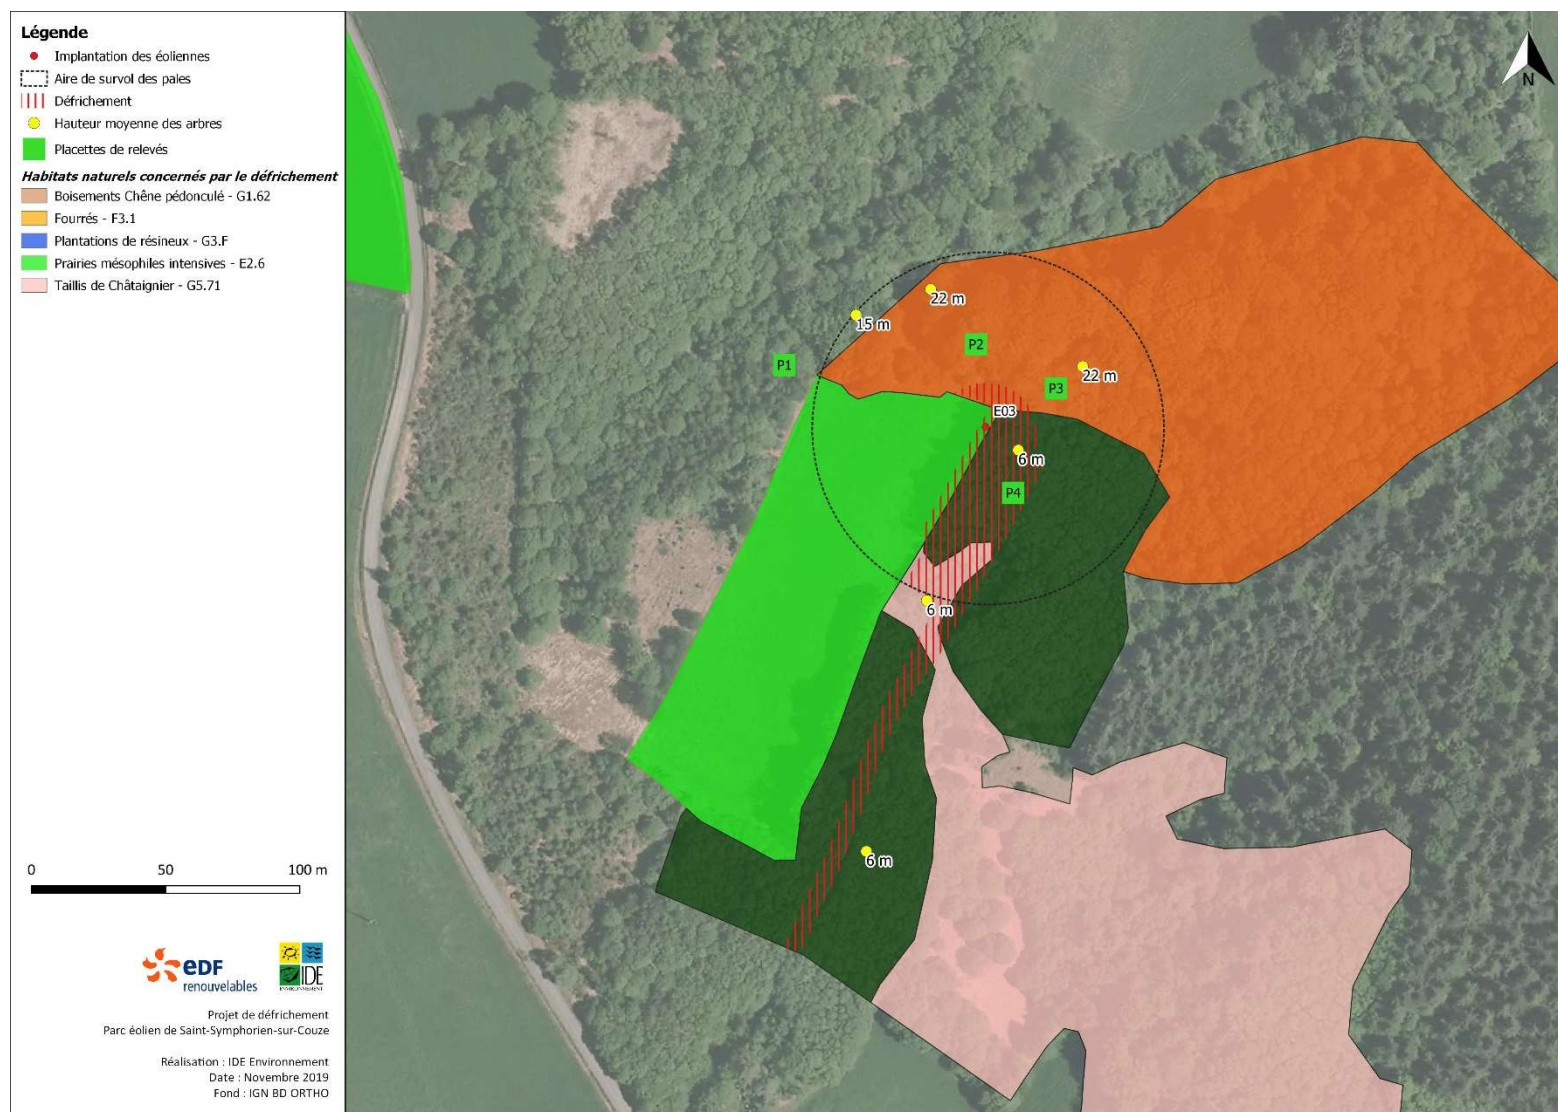 Légende
Implantation des éoliennes
Aire de survol des pales
Défrichement
Hauteur moyenne des arbres
Placettes de relevés
Habitats naturels concernés par le défrichement
Boisements Chêne pédonculé - G1.62
Fourrés - F3.1
Plantations de résineux - G3.F
Prairies mésophiles intensives - E2.6
Taillis de Châtaignier - G5.71
N
22 m
15 m
P2
P1
22 m
P3
E03
6 m
P4
6 m
6 m
0 50 100 m
eDF
renouvelables
IDE
ENVIRONNEMENT
Projet de défrichement
Parc éolien de Saint-Symphorien-sur-Couze
Réalisation : IDE Environnement
Date : Novembre 2019
Fond : IGN BD ORTHO